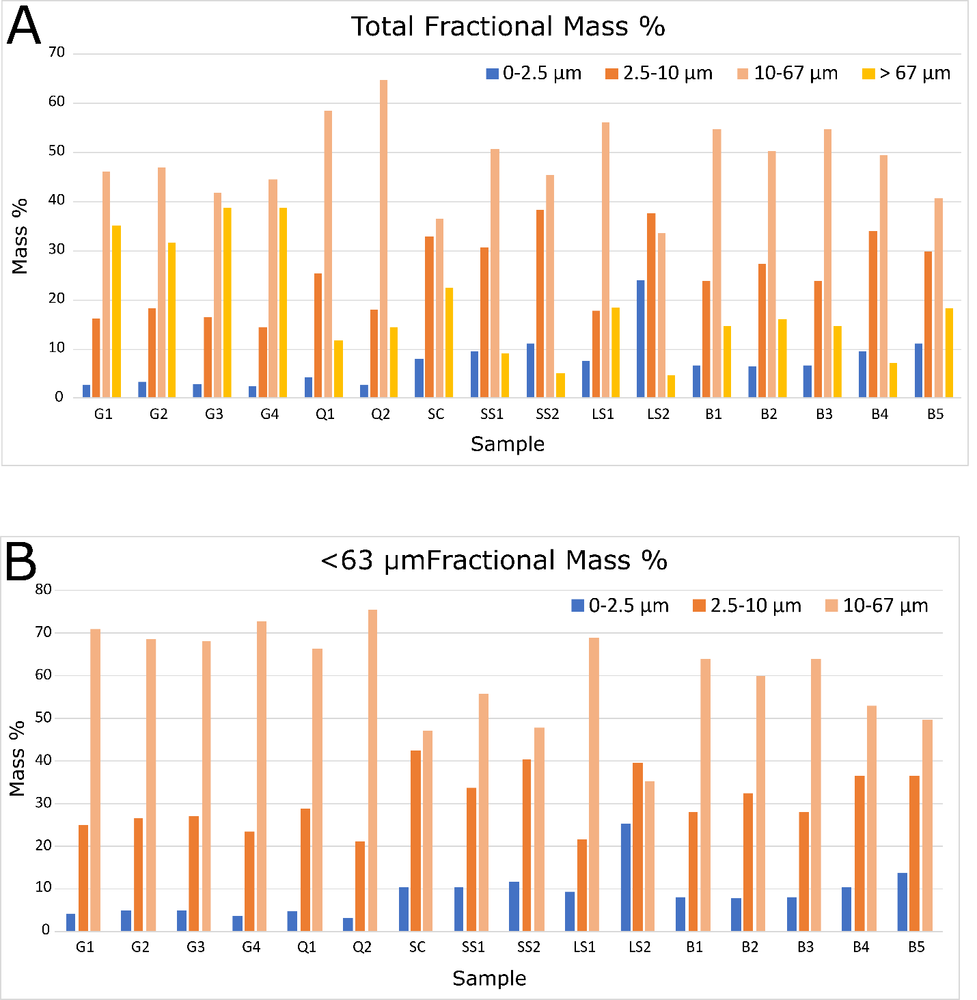 A
Total Fractional Mass %
70
0-2.5 µm 2.5-10 µm 10-67 µm > 67 µm
60
50
40
30
20
10
0
Mass %
G1 G2 G3 G4 Q1 Q2 SC SS1 SS2 LS1 LS2 B1 B2 B3 B4 B5
Sample
B
<63 µmFractional Mass %
80
0-2.5 µm 2.5-10 µm 10-67 µm
70
60
50
40
30
20
10
0
Mass %
G1 G2 G3 G4 Q1 Q2 SC SS1 SS2 LS1 LS2 B1 B2 B3 B4 B5
Sample